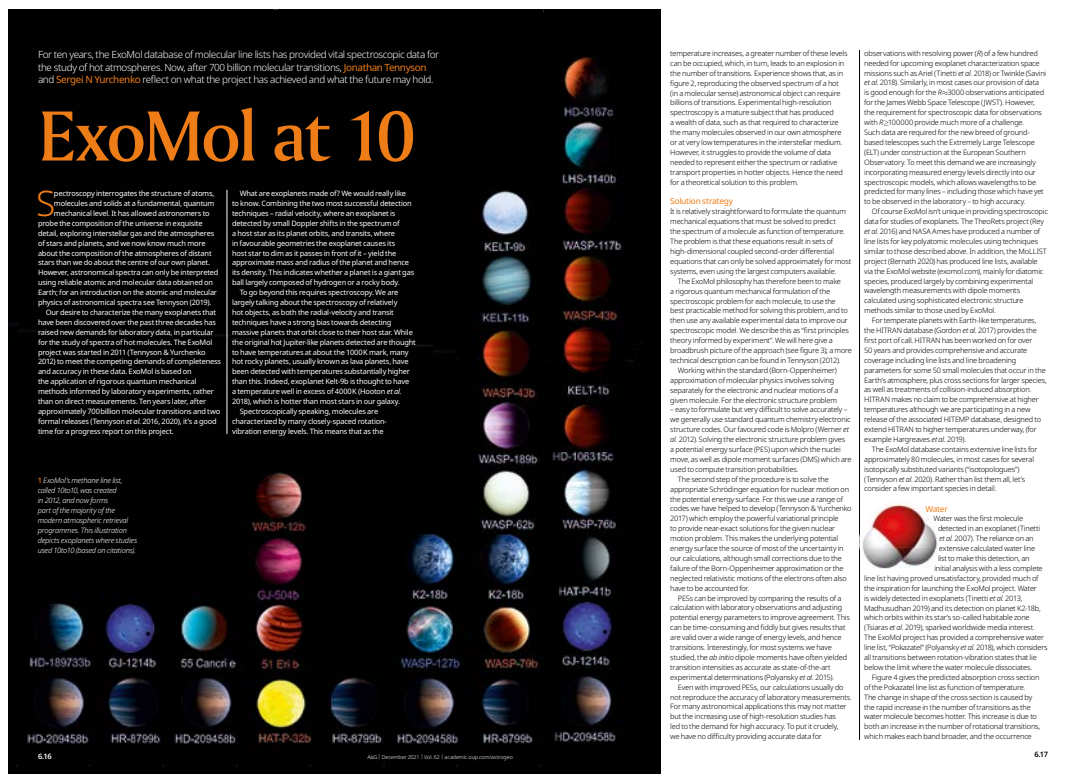 For ten years, the ExoMol database of molecular line lists has provided vital spectroscopic data for
the study of hot atmospheres. Now, after 700 billion molecular transitions, Jonathan Tennyson
and Sergei N Yurchenko reflect on what the project has achieved and what the future may hold.
ExoMol at 10
Spectroscopy interrogates the structure of atoms,
molecules and solids at a fundamental, quantum
mechanical level. It has allowed astronomers to
probe the composition of the universe in exquisite
detail, exploring interstellar gas and the atmospheres
of stars and planets, and we now know much more
about the composition of the atmospheres of distant
stars than we do about the centre of our own planet.
However, astronomical spectra can only be interpreted
using reliable atomic and molecular data obtained on
Earth; for an introduction on the atomic and molecular
physics of astronomical spectra see Tennyson (2019).
Our desire to characterize the many exoplanets that
have been discovered over the past three decades has
raised new demands for laboratory data, in particular
for the study of spectra of hot molecules. The ExoMol
project was started in 2011 (Tennyson & Yurchenko
2012) to meet the competing demands of completeness
and accuracy in these data. ExoMol is based on
the application of rigorous quantum mechanical
methods informed by laboratory experiments, rather
than on direct measurements. Ten years later, after
approximately 700 billion molecular transitions and two
formal releases (Tennyson et al. 2016, 2020), it's a good
time for a progress report on this project.
What are exoplanets made of? We would really like
to know. Combining the two most successful detection
techniques – radial velocity, where an exoplanet is
detected by small Doppler shifts in the spectrum of
a host star as its planet orbits, and transits, where
in favourable geometries the exoplanet causes its
host star to dim as it passes in front of it – yield the
approximate mass and radius of the planet and hence
its density. This indicates whether a planet is a giant gas
ball largely composed of hydrogen or a rocky body.
To go beyond this requires spectroscopy. We are
largely talking about the spectroscopy of relatively
hot objects, as both the radial-velocity and transit
techniques have a strong bias towards detecting
massive planets that orbit close to their host star. While
the original hot Jupiter-like planets detected are thought
to have temperatures at about the 1000 K mark, many
hot rocky planets, usually known as lava planets, have
been detected with temperatures substantially higher
than this. Indeed, exoplanet Kelt-9b is thought to have
a temperature well in excess of 4000 K (Hooton et al.
2018), which is hotter than most stars in our galaxy.
Spectroscopically speaking, molecules are
characterized by many closely-spaced rotation-
vibration energy levels. This means that as the
1 ExoMol's methane line list,
called 10to10, was created
in 2012, and now forms
part of the majority of the
modern atmospheric retrieval
programmes. This illustration
depicts exoplanets where studies
used 10to10 (based on citations).
HD-3167c
LHS-1140b
KELT-9b WASP-117b
KELT-11b WASP-43b
WASP-43b KELT-1b
WASP-189b HD-106315c
WASP-12b WASP-62b WASP-76b
GJ-504b K2-18b K2-18b HAT-P-41b
HD-189733b GJ-1214b 55 Cancri e 51 Eri b WASP-127b WASP-79b GJ-1214b
HD-209458b HR-8799b HD-209458b HAT-P-32b HR-8799b HD-209458b HR-8799b HD-209458b
6.16
A&G | December 2021 | Vol. 62 | academic.oup.com/astrogeo
temperature increases, a greater number of these levels
can be occupied, which, in turn, leads to an explosion in
the number of transitions. Experience shows that, as in
figure 2, reproducing the observed spectrum of a hot
(in a molecular sense) astronomical object can require
billions of transitions. Experimental high-resolution
spectroscopy is a mature subject that has produced
a wealth of data, such as that required to characterize
the many molecules observed in our own atmosphere
or at very low temperatures in the interstellar medium.
However, it struggles to provide the volume of data
needed to represent either the spectrum or radiative
transport properties in hotter objects. Hence the need
for a theoretical solution to this problem.
Solution strategy
It is relatively straightforward to formulate the quantum
mechanical equations that must be solved to predict
the spectrum of a molecule as function of temperature.
The problem is that these equations result in sets of
high-dimensional coupled second-order differential
equations that can be only solved approximately for most
systems, even using the largest computers available.
The ExoMol philosophy has therefore been to make
a rigorous quantum mechanical formulation of the
spectroscopic problem for each molecule, to use the
best practicable method for solving this problem, and to
then use any available experimental data to improve our
spectroscopic model. We describe this as "first principles
theory informed by experiment". We will here give a
broadbrush picture of the approach (see figure 3); a more
technical description can be found in Tennyson (2012).
Working within the standard (Born-Oppenheimer)
approximation of molecular physics involves solving
separately for the electronic and nuclear motions of a
given molecule. For the electronic structure problem
– easy to formulate but very difficult to solve accurately –
we generally use standard quantum chemistry electronic
structure codes. Our favoured code is Molpro (Werner et
al. 2012). Solving the electronic structure problem gives
a potential energy surface (PES) upon which the nuclei
move, as well as dipole moment surfaces (DMS) which are
used to compute transition probabilities.
The second step of the procedure is to solve the
appropriate Schrödinger equation for nuclear motion on
the potential energy surface. For this we use a range of
codes we have helped to develop (Tennyson & Yurchenko
2017) which employ the powerful variational principle
to provide near-exact solutions for the given nuclear
motion problem. This makes the underlying potential
energy surface the source of most of the uncertainty in
our calculations, although small corrections due to the
failure of the Born-Oppenheimer approximation or the
neglected relativistic motions of the electrons often also
have to be accounted for.
PESs can be improved by comparing the results of a
calculation with laboratory observations and adjusting
potential energy parameters to improve agreement. This
can be time-consuming and fiddly but gives results that
are valid over a wide range of energy levels, and hence
transitions. Interestingly, for most systems we have
studied, the ab initio dipole moments have often yielded
transition intensities as accurate as state-of-the-art
experimental determinations (Polyansky et al. 2015).
Even with improved PESs, our calculations usually do
not reproduce the accuracy of laboratory measurements.
For many astronomical applications this may not matter
but the increasing use of high-resolution studies has
led to the demand for high accuracy. To put it crudely,
we have no difficulty providing accurate data for
observations with resolving power (R) of a few hundred
needed for upcoming exoplanet characterization space
missions such as Ariel (Tinetti et al. 2018) or Twinkle (Savini
et al. 2018). Similarly, in most cases our provision of data
is good enough for the R≈3000 observations anticipated
for the James Webb Space Telescope (JWST). However,
the requirement for spectroscopic data for observations
with R≥100000 provide much more of a challenge.
Such data are required for the new breed of ground-
based telescopes such the Extremely Large Telescope
(ELT) under construction at the European Southern
Observatory. To meet this demand we are increasingly
incorporating measured energy levels directly into our
spectroscopic models, which allows wavelengths to be
predicted for many lines – including those which have yet
to be observed in the laboratory – to high accuracy.
Of course ExoMol isn't unique in providing spectroscopic
data for studies of exoplanets. The TheoRets project (Rey
et al. 2016) and NASA Ames have produced a number of
line lists for key polyatomic molecules using techniques
similar to those described above. In addition, the MoLLIST
project (Bernath 2020) has produced line lists, available
via the ExoMol website (exomol.com), mainly for diatomic
species, produced largely by combining experimental
wavelength measurements with dipole moments
calculated using sophisticated electronic structure
methods similar to those used by ExoMol.
For temperate planets with Earth-like temperatures,
the HITRAN database (Gordon et al. 2017) provides the
first port of call. HITRAN has been worked on for over
50 years and provides comprehensive and accurate
coverage including line lists and line broadening
parameters for some 50 small molecules that occur in the
Earth's atmosphere, plus cross sections for larger species,
as well as treatments of collision-induced absorption.
HITRAN makes no claim to be comprehensive at higher
temperatures although we are participating in a new
release of the associated HITEMP database, designed to
extend HITRAN to higher temperatures underway, (for
example Hargreaves et al. 2019).
The ExoMol database contains extensive line lists for
approximately 80 molecules, in most cases for several
isotopically substituted variants ("isotopologues")
(Tennyson et al. 2020). Rather than list them all, let's
consider a few important species in detail.
Water
Water was the first molecule
detected in an exoplanet (Tinetti
et al. 2007). The reliance on an
extensive calculated water line
list to make this detection, an
initial analysis with a less complete
line list having proved unsatisfactory, provided much of
the inspiration for launching the ExoMol project. Water
is widely detected in exoplanets (Tinetti et al. 2013,
Madhusudhan 2019) and its detection on planet K2-18b,
which orbits within its star's so-called habitable zone
(Tsiaras et al. 2019), sparked worldwide media interest.
The ExoMol project has provided a comprehensive water
line list, "Pokazatel" (Polyansky et al. 2018), which considers
all transitions between rotation-vibration states that lie
below the limit where the water molecule dissociates.
Figure 4 gives the predicted absorption cross section
of the Pokazatel line list as function of temperature.
The change in shape of the cross section is caused by
the rapid increase in the number of transitions as the
water molecule becomes hotter. This increase is due to
both an increase in the number of rotational transitions,
which makes each band broader, and the occurrence
6.17